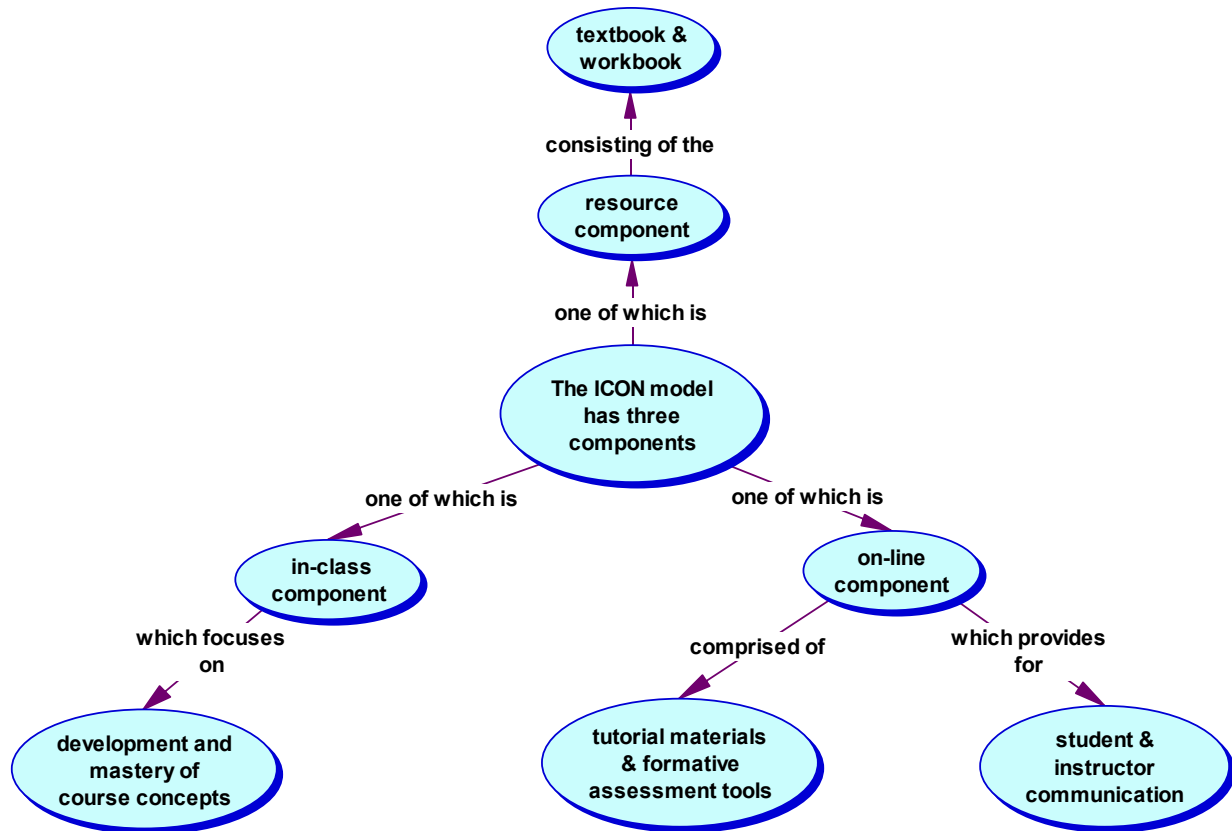 textbook &
workbook
consisting of the
resource
component
one of which is
The ICON model
has three
components
one of which is
one of which is
in-class
component
on-line
component
which focuses
on
comprised of
which provides
for
development and
mastery of
course concepts
tutorial materials
& formative
assessment tools
student &
instructor
communication